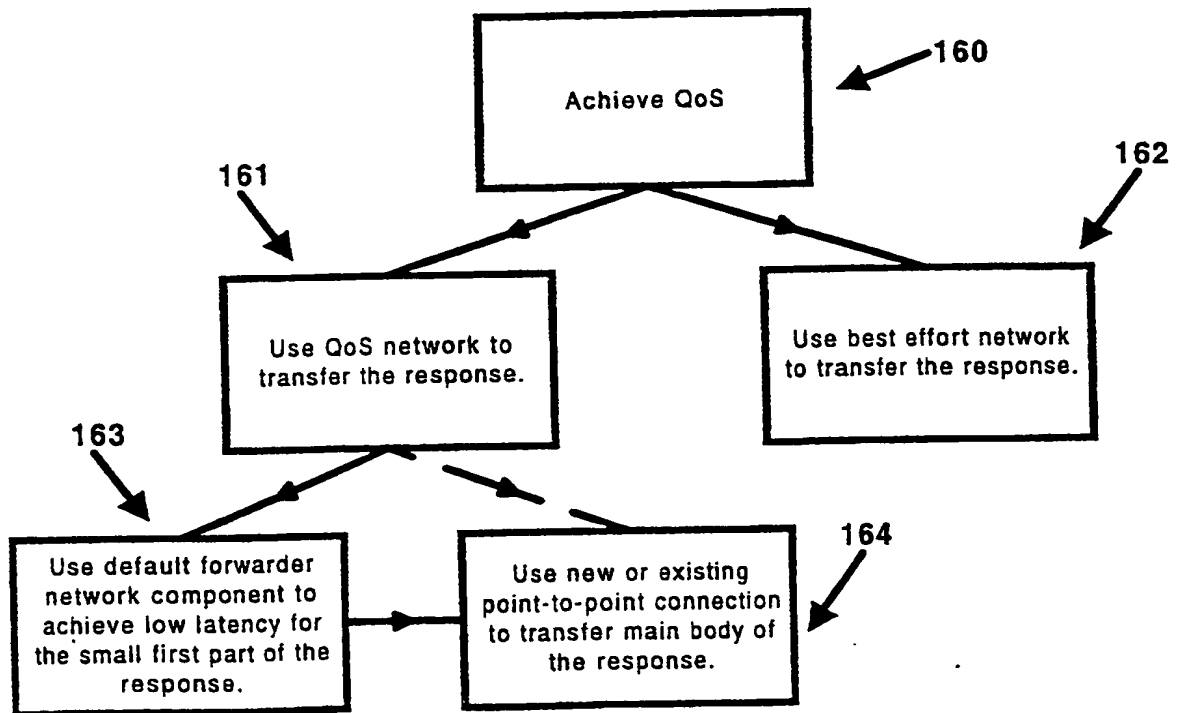 160
Achieve QoS
161
162
Use QoS network to
transfer the response.
Use best effort network
to transfer the response.
163
164
Use default forwarder
network component to
achieve low latency for
the small first part of the
response.
Use new or existing
point-to-point connection
to transfer main body of
the response.